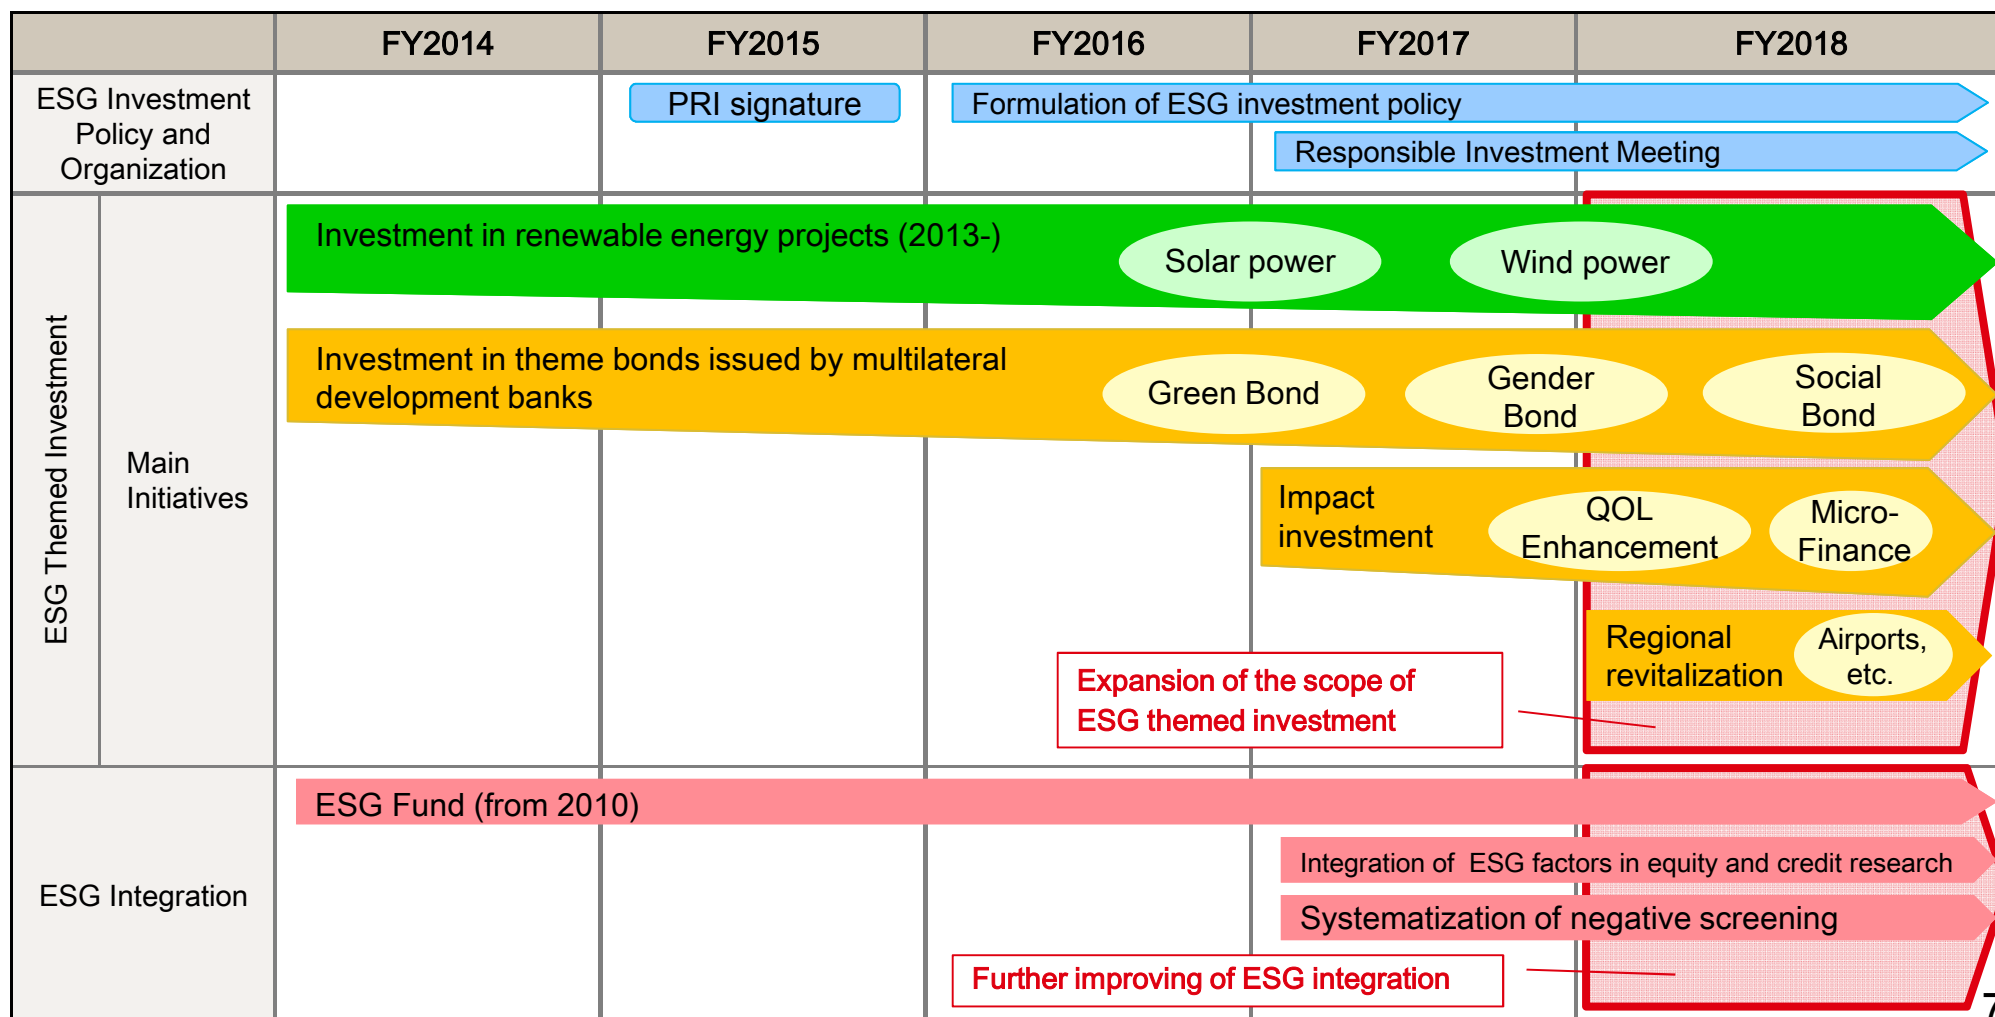 FY2014
FY2015
FY2016
FY2017
FY2018
ESG Investment
Policy and
Organization
PRI signature
Formulation of ESG investment policy
Responsible Investment Meeting
ESG Themed Investment
Main
Initiatives
Investment in renewable energy projects (2013-)
Solar power
Wind power
Investment in theme bonds issued by multilateral
development banks
Green Bond
Gender
Bond
Social
Bond
Impact
investment
QOL
Enhancement
Micro-
Finance
Regional
revitalization
Airports,
etc.
Expansion of the scope of
ESG themed investment
ESG Integration
ESG Fund (from 2010)
Integration of ESG factors in equity and credit research
Systematization of negative screening
Further improving of ESG integration
7